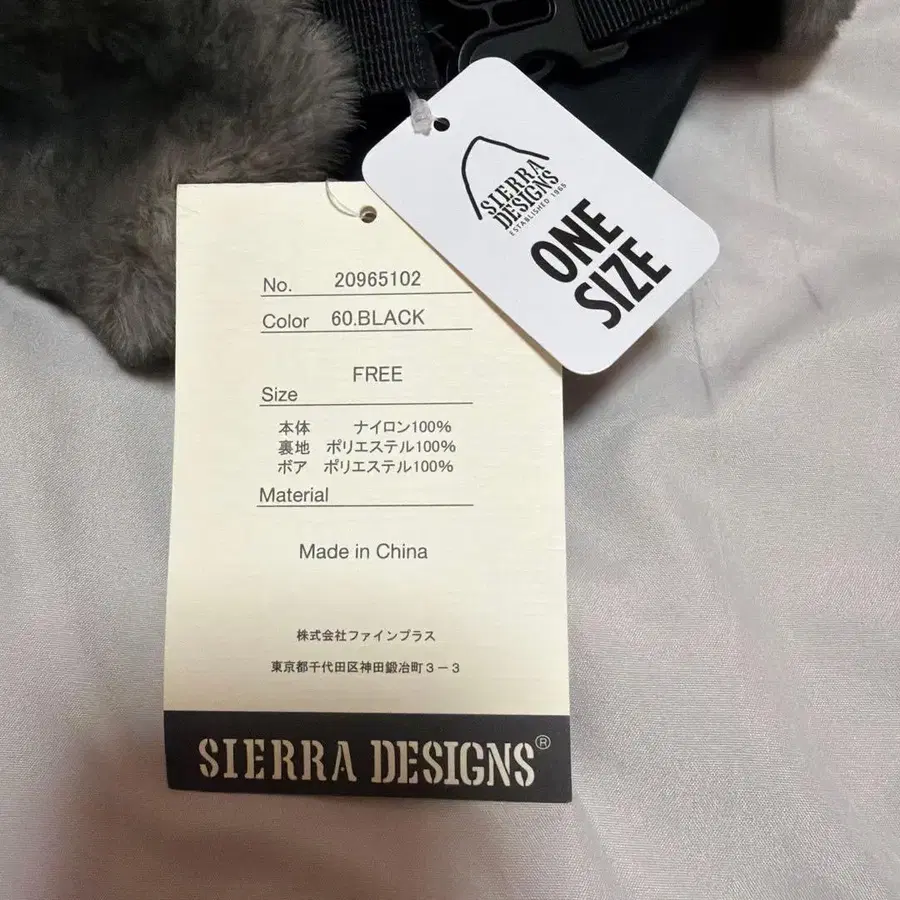 SIERRA
DESIGNS
ESTABLISHED 1965
ONE
SIZE
No. 20965102
Color 60.BLACK
FREE
Size
本体 ナイロン100%
裏地 ポリエステル100%
ボア ポリエステル100%
Material
Made in China
株式会社ファインプラス
東京都千代田区神田鍛冶町3-3
SIERRA DESIGNS®